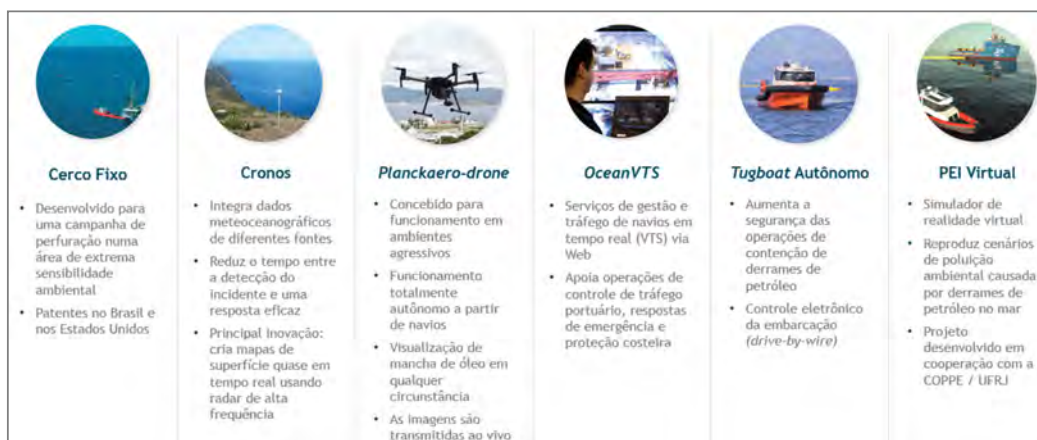 Cerco Fixo
• Desenvolvido para
uma campanha de
perfuração numa
área de extrema
sensibilidade
ambiental
• Patentes no Brasil e
nos Estados Unidos
Cronos
• Integra dados
meteoceanográficos
de diferentes fontes
• Reduz o tempo entre
a detecção do
incidente e uma
resposta eficaz
• Principal Inovação:
cria mapas de
superfície quase em
tempo real usando
radar de alta
frequência
Planckaero-drone
• Concebido para
funcionamento em
ambientes
agressivos
• Funcionamento
totalmente
autônomo a partir
de navios
• Visualização de
mancha de óleo em
qualquer
circunstância
• As imagens são
transmitidas ao vivo
OceanVTS
• Serviços de gestão e
tráfego de navios em
tempo real (VTS) via
Web
• Apoia operações de
controle de tráfego
portuário, respostas
de emergência e
proteção costeira
Tugboat Autônomo
• Aumenta a
segurança das
operações de
contenção de
derrames de
petróleo
• Controle eletrônico
da embarcação
(drive-by-wire)
PEI Virtual
• Simulador de
realidade virtual
• Reproduz cenários
de poluição
ambiental causada
por derrames de
petróleo no mar
• Projeto
desenvolvido em
cooperação com a
COPPE / UFRJ